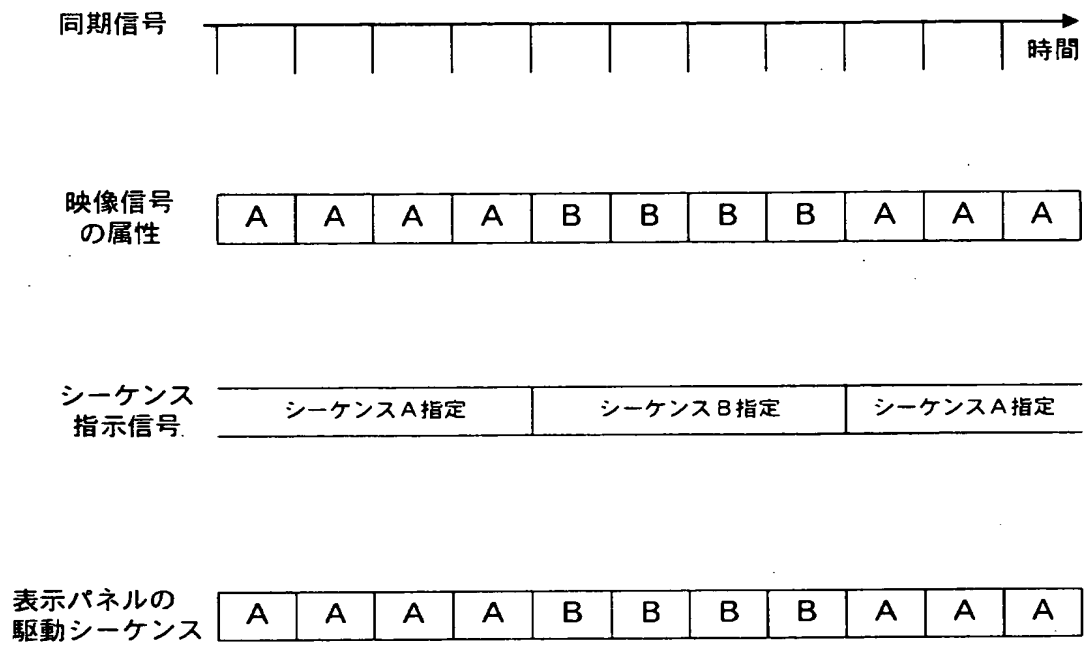 同期信号
時間
映像信号
の属性
A A A A B B B B A A A
シーケンス
指示信号
シーケンスA指定 シーケンスB指定 シーケンスA指定
表示パネルの
駆動シーケンス
A A A A B B B B A A A